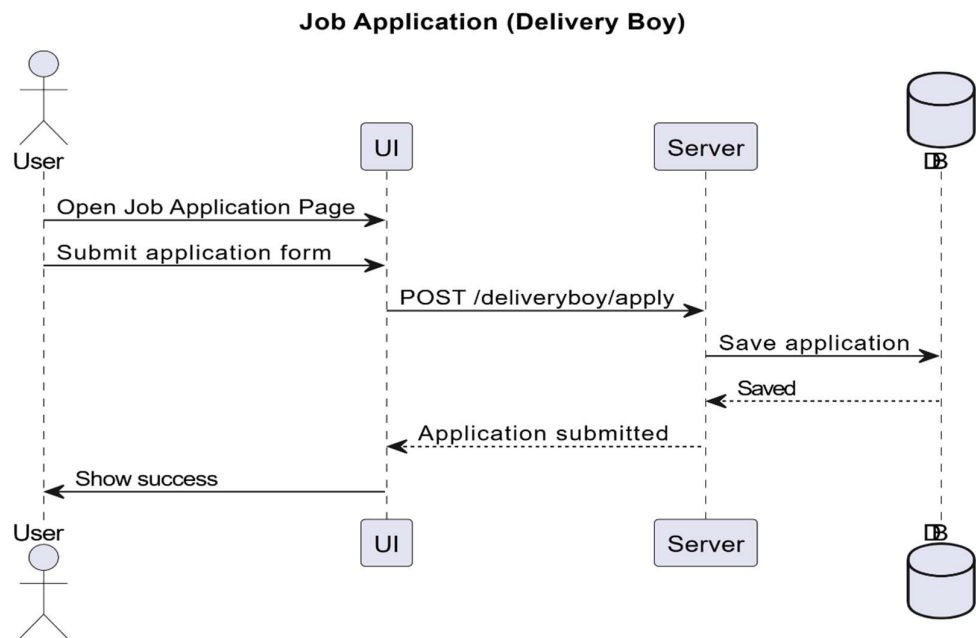 Job Application (Delivery Boy)
User
UI
Server
DB
Open Job Application Page
Submit application form
POST /deliveryboy/apply
Save application
Saved
Application submitted
Show success
User
UI
Server
DB